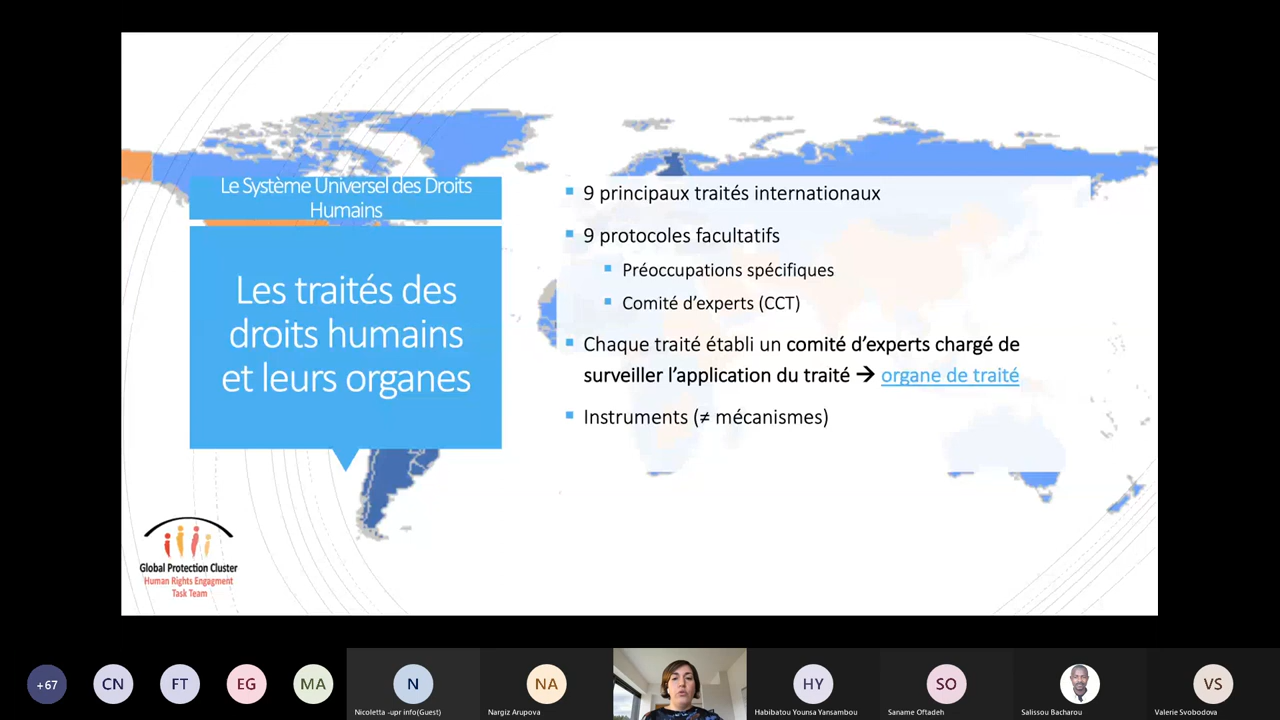 Le Système Universel des Droits
Humains
Les traités des
droits humains
et leurs organes
9 principaux traités internationaux
9 protocoles facultatifs
Préoccupations spécifiques
Comité d'experts (CCT)
Chaque traité établi un comité d'experts chargé de
surveiller l'application du traité → organe de traité
Instruments (≠ mécanismes)
Global Protection Cluster
Human Rights Engagment
Task Team
+67
CN
FT
EG
MA
N
NA
HY
SO
VS
Nicoletta -upr info(Guest)
Nargiz Arupova
Habibatou Younsa Yansambou
Saname Oftadeh
Salissou Bacharou
Valerie Svobodova